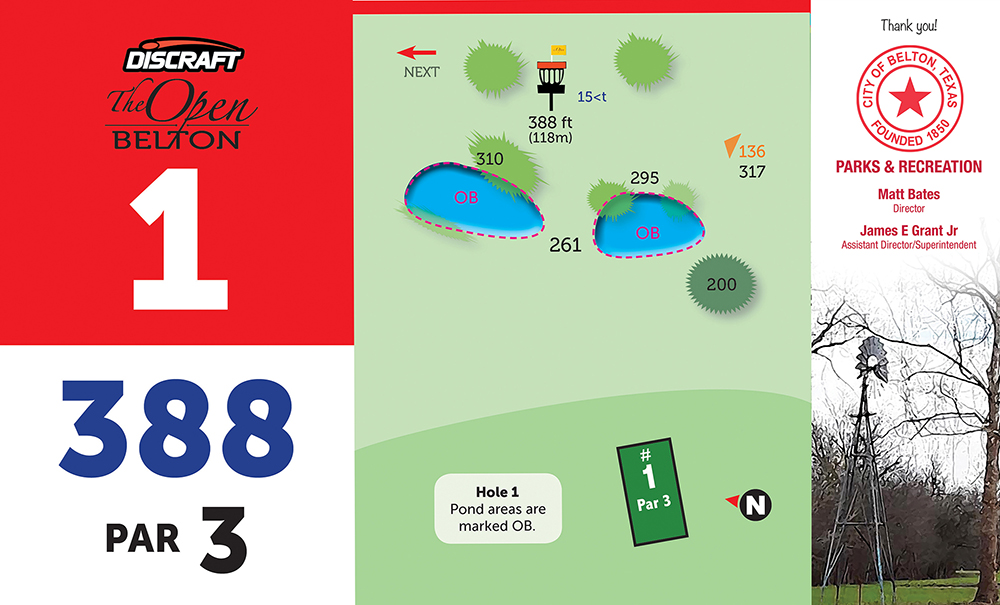 DISCRAFT
The Open
BELTON
1
388
PAR 3
NEXT
15<t
388 ft
(118m)
310
OB
295
OB
136
317
261
200
#
1
Par 3
Hole 1
Pond areas are
marked OB.
N
Thank you!
CITY OF BELTON, TEXAS
FOUNDED 1850
PARKS & RECREATION
Matt Bates
Director
James E Grant Jr
Assistant Director/Superintendent